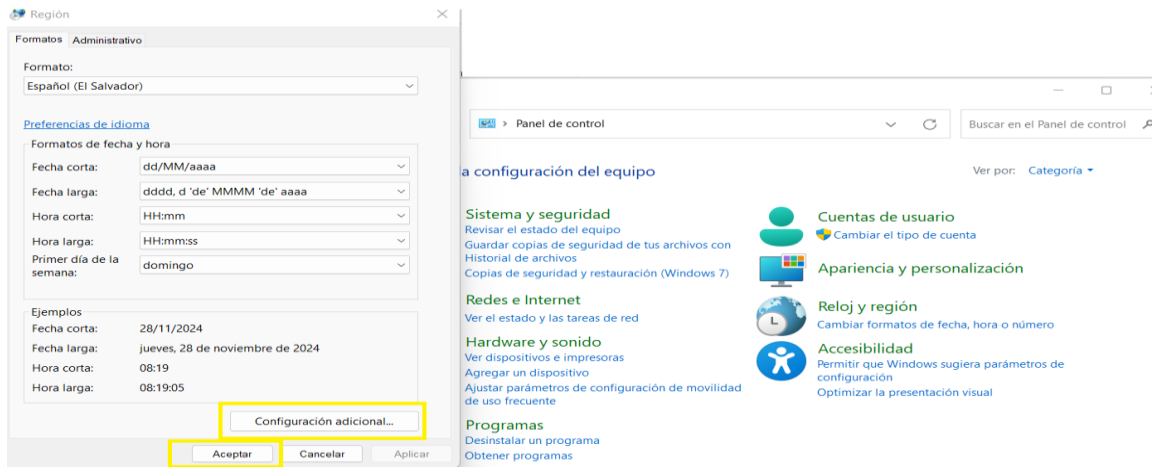 Región
Formatos Administrativo
Formato:
Español (El Salvador)
Preferencias de idioma
Formatos de fecha y hora
Fecha corta: dd/MM/aaaa
Fecha larga: dddd, d 'de' MMMM 'de' aaaa
Hora corta: HH:mm
Hora larga: HH:mm:ss
Primer día de la
semana: domingo
Ejemplos
Fecha corta: 28/11/2024
Fecha larga: jueves, 28 de noviembre de 2024
Hora corta: 08:19
Hora larga: 08:19:05
Configuración adicional...
Aceptar Cancelar Aplicar
Panel de control
Buscar en el Panel de control
la configuración del equipo
Ver por: Categoría
Sistema y seguridad
Revisar el estado del equipo
Guardar copias de seguridad de tus archivos con
Historial de archivos
Copias de seguridad y restauración (Windows 7)
Redes e Internet
Ver el estado y las tareas de red
Hardware y sonido
Ver dispositivos e impresoras
Agregar un dispositivo
Ajustar parámetros de configuración de movilidad
de uso frecuente
Programas
Desinstalar un programa
Obtener programas
Cuentas de usuario
Cambiar el tipo de cuenta
Apariencia y personalización
Reloj y región
Cambiar formatos de fecha, hora o número
Accesibilidad
Permitir que Windows sugiera parámetros de
configuración
Optimizar la presentación visual